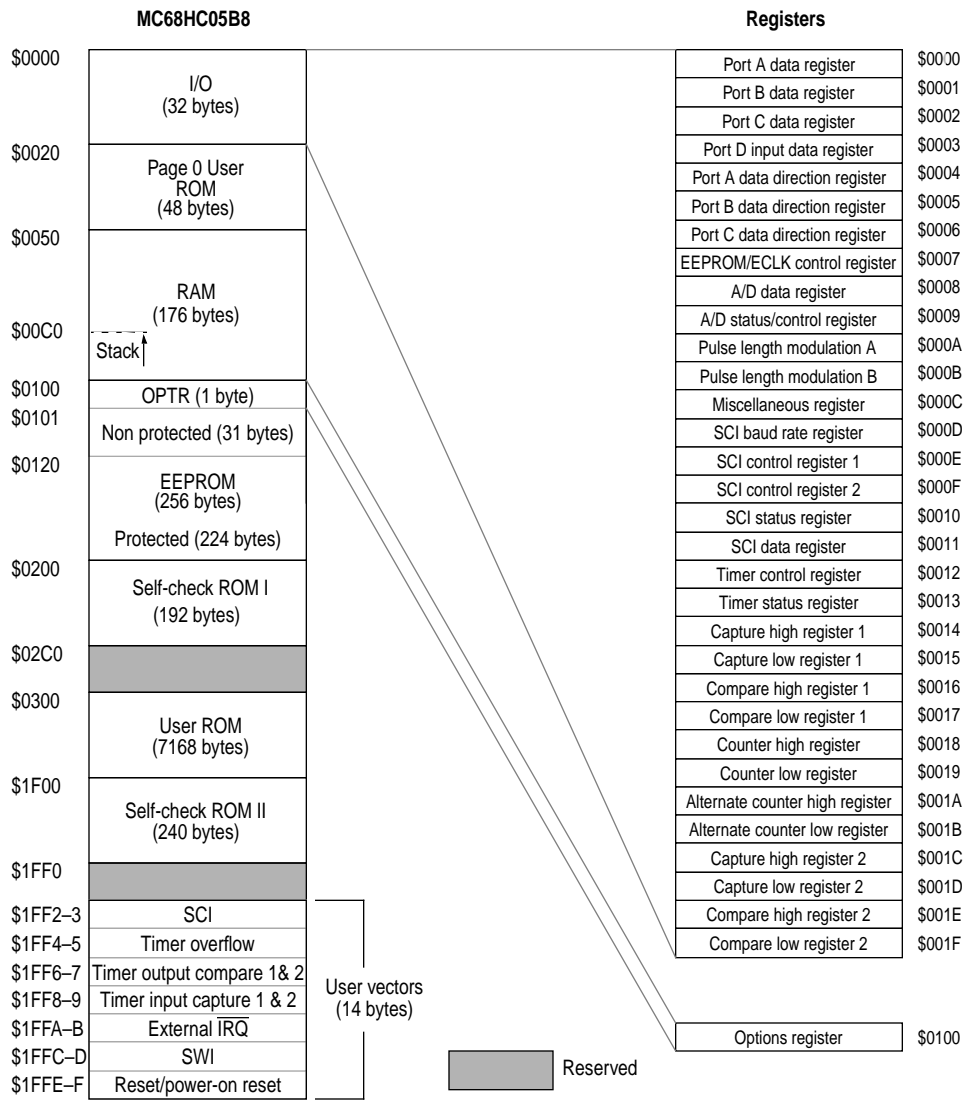 MC68HC05B8
$0000
I/O
(32 bytes)
$0020
Page 0 User
ROM
(48 bytes)
$0050
RAM
(176 bytes)
$00C0
Stack
$0100
OPTR (1 byte)
$0101
Non protected (31 bytes)
$0120
EEPROM
(256 bytes)
Protected (224 bytes)
$0200
Self-check ROM I
(192 bytes)
$02C0
$0300
User ROM
(7168 bytes)
$1F00
Self-check ROM II
(240 bytes)
$1FF0
$1FF2–3 SCI
$1FF4–5 Timer overflow
$1FF6–7 Timer output compare 1& 2
$1FF8–9 Timer input capture 1 & 2
$1FFA–B External IRQ
$1FFC–D SWI
$1FFE–F Reset/power-on reset
User vectors
(14 bytes)
Reserved
Registers
Port A data register $0000
Port B data register $0001
Port C data register $0002
Port D input data register $0003
Port A data direction register $0004
Port B data direction register $0005
Port C data direction register $0006
EEPROM/ECLK control register $0007
A/D data register $0008
A/D status/control register $0009
Pulse length modulation A $000A
Pulse length modulation B $000B
Miscellaneous register $000C
SCI baud rate register $000D
SCI control register 1 $000E
SCI control register 2 $000F
SCI status register $0010
SCI data register $0011
Timer control register $0012
Timer status register $0013
Capture high register 1 $0014
Capture low register 1 $0015
Compare high register 1 $0016
Compare low register 1 $0017
Counter high register $0018
Counter low register $0019
Alternate counter high register $001A
Alternate counter low register $001B
Capture high register 2 $001C
Capture low register 2 $001D
Compare high register 2 $001E
Compare low register 2 $001F
Options register $0100